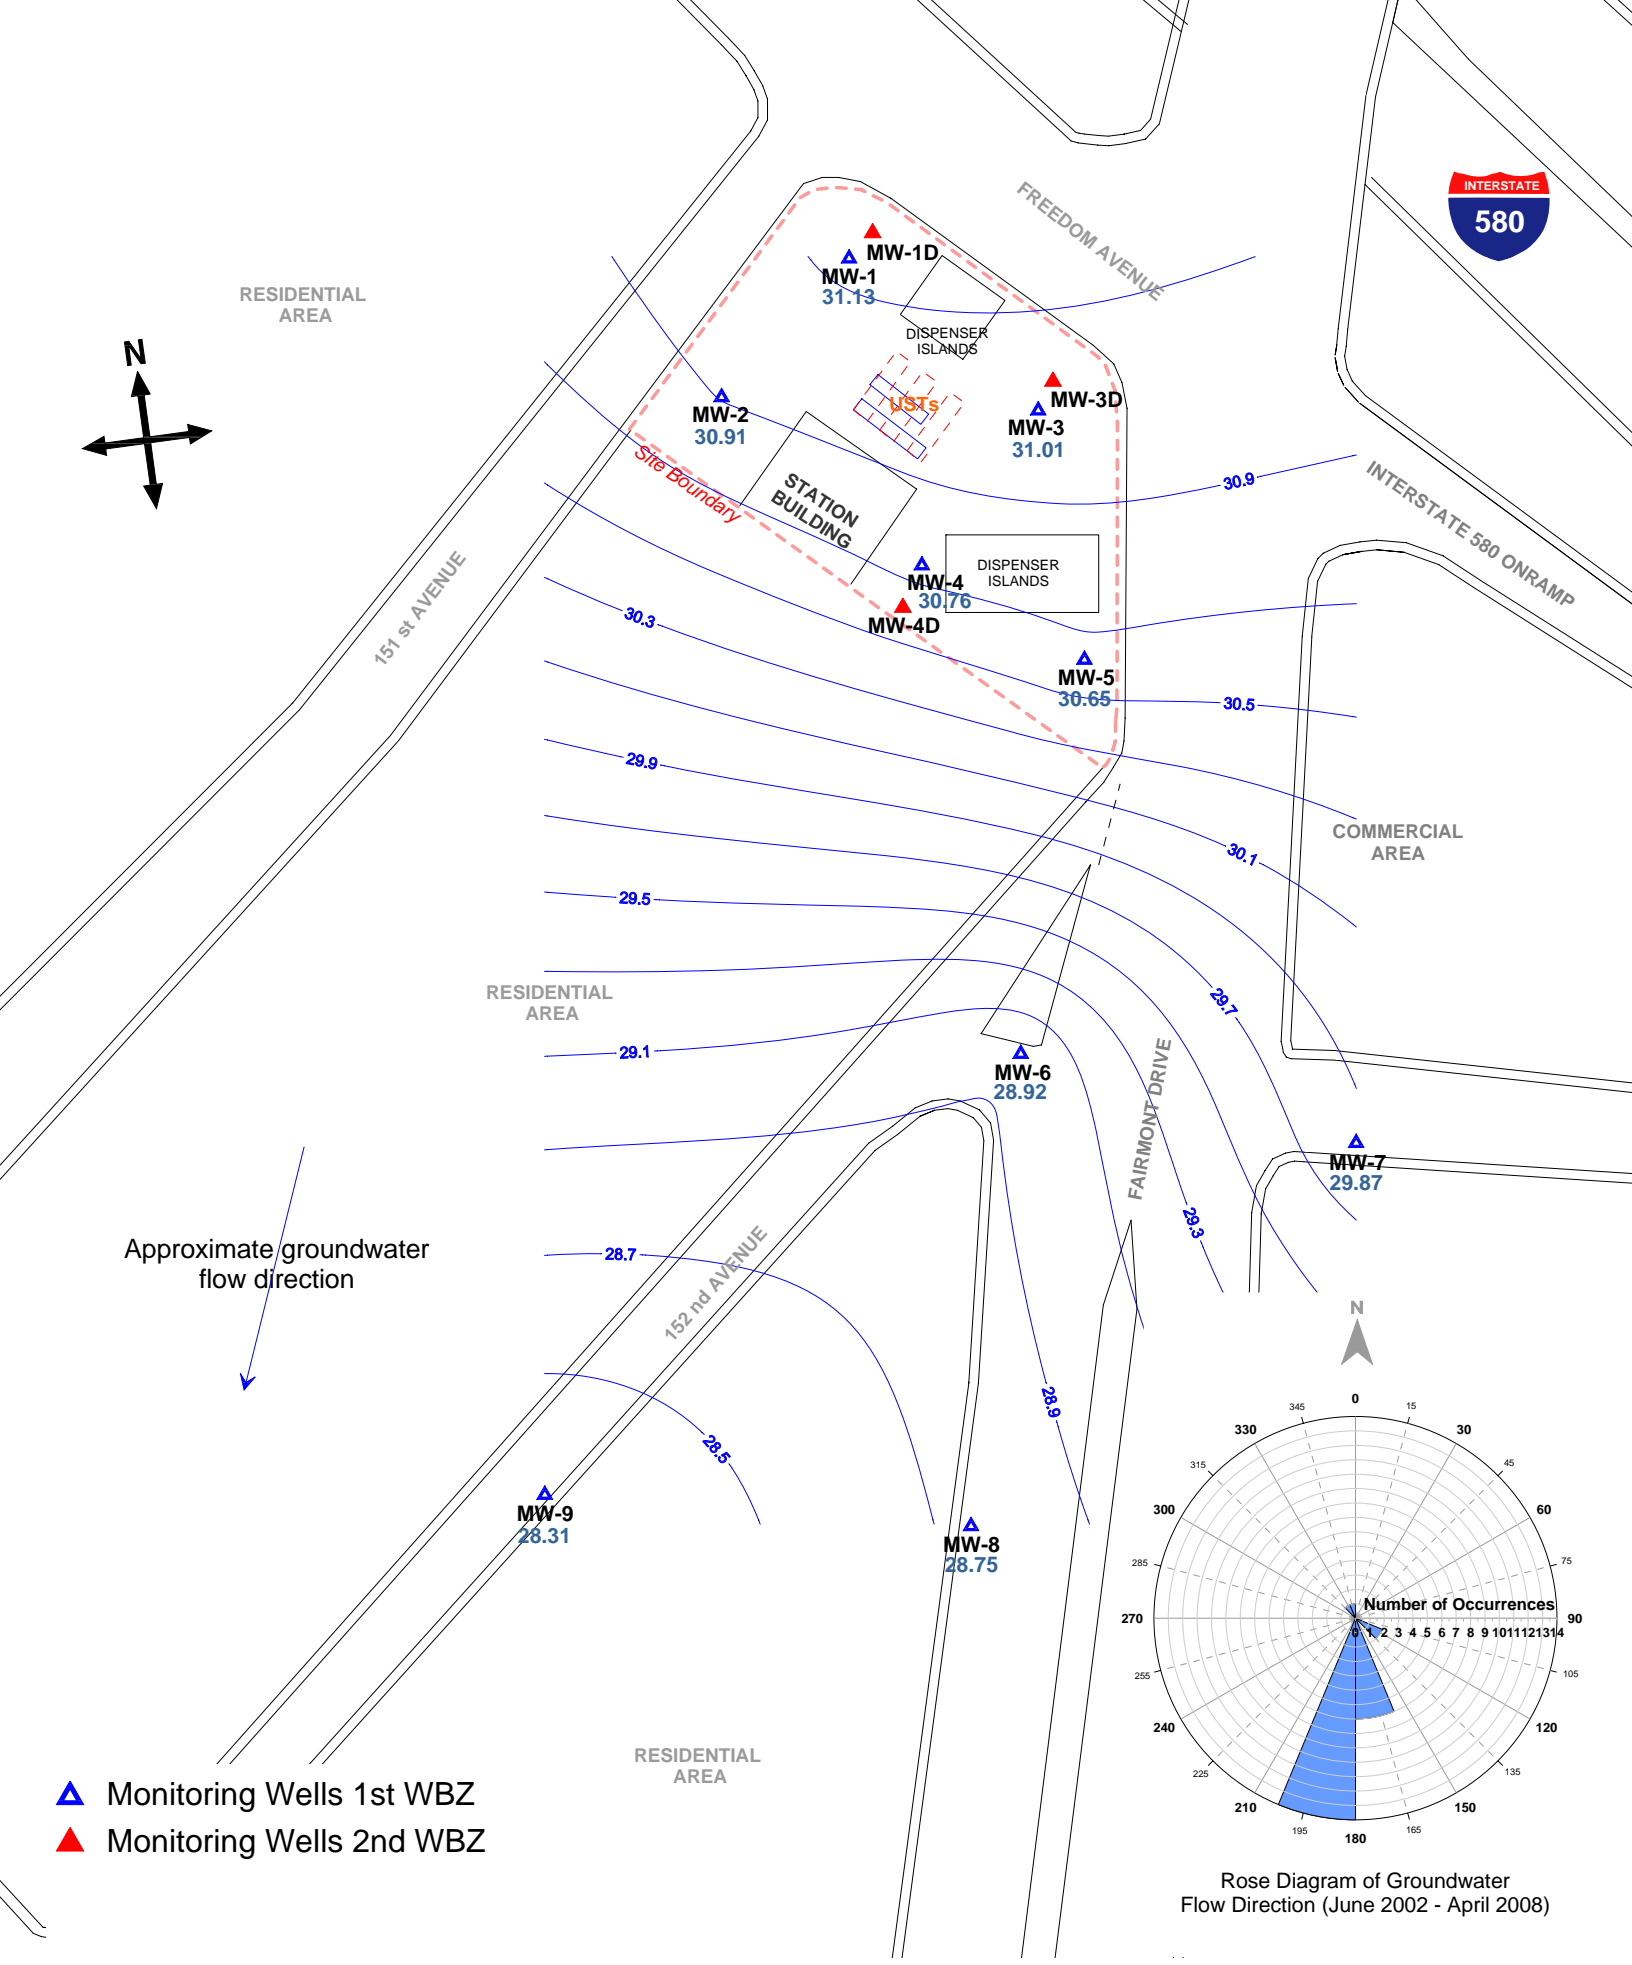 FREEDOM AVENUE
INTERSTATE
580
MW-1D
MW-1
31.13
RESIDENTIAL
AREA
DISPENSER
ISLANDS
N
MW-3D
USTs
MW-2
30.91
MW-3
31.01
Site Boundary
STATION
BUILDING
30.9
INTERSTATE 580 ONRAMP
151 st AVENUE
DISPENSER
ISLANDS
MW-4
30.76
MW-4D
30.3
MW-5
30.65
30.5
29.9
COMMERCIAL
AREA
30.1
29.5
RESIDENTIAL
AREA
29.7
29.1
MW-6
28.92
FAIRMONT DRIVE
MW-7
29.87
29.3
Approximate groundwater
flow direction
28.7
152 nd AVENUE
28.9
28.5
MW-9
28.31
MW-8
28.75
N
0
15
30
45
60
75
90
105
120
135
150
165
180
195
210
225
240
255
270
285
300
315
330
345
Number of Occurrences
0 1 2 3 4 5 6 7 8 9 10 11 12 13 14
RESIDENTIAL
AREA
Monitoring Wells 1st WBZ
Monitoring Wells 2nd WBZ
Rose Diagram of Groundwater
Flow Direction (June 2002 - April 2008)